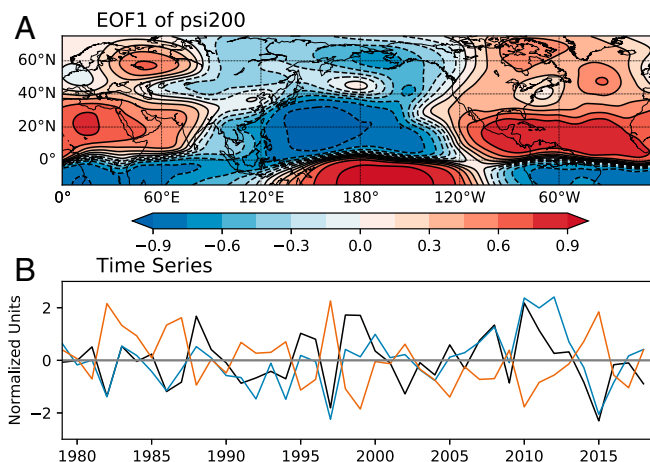 A EOF1 of psi200
60°N
40°N
20°N
0°
0° 60°E 120°E 180° 120°W 60°W
−0.9 −0.6 −0.3 0.0 0.3 0.6 0.9
B Time Series
Normalized Units
2
0
−2
1980 1985 1990 1995 2000 2005 2010 2015